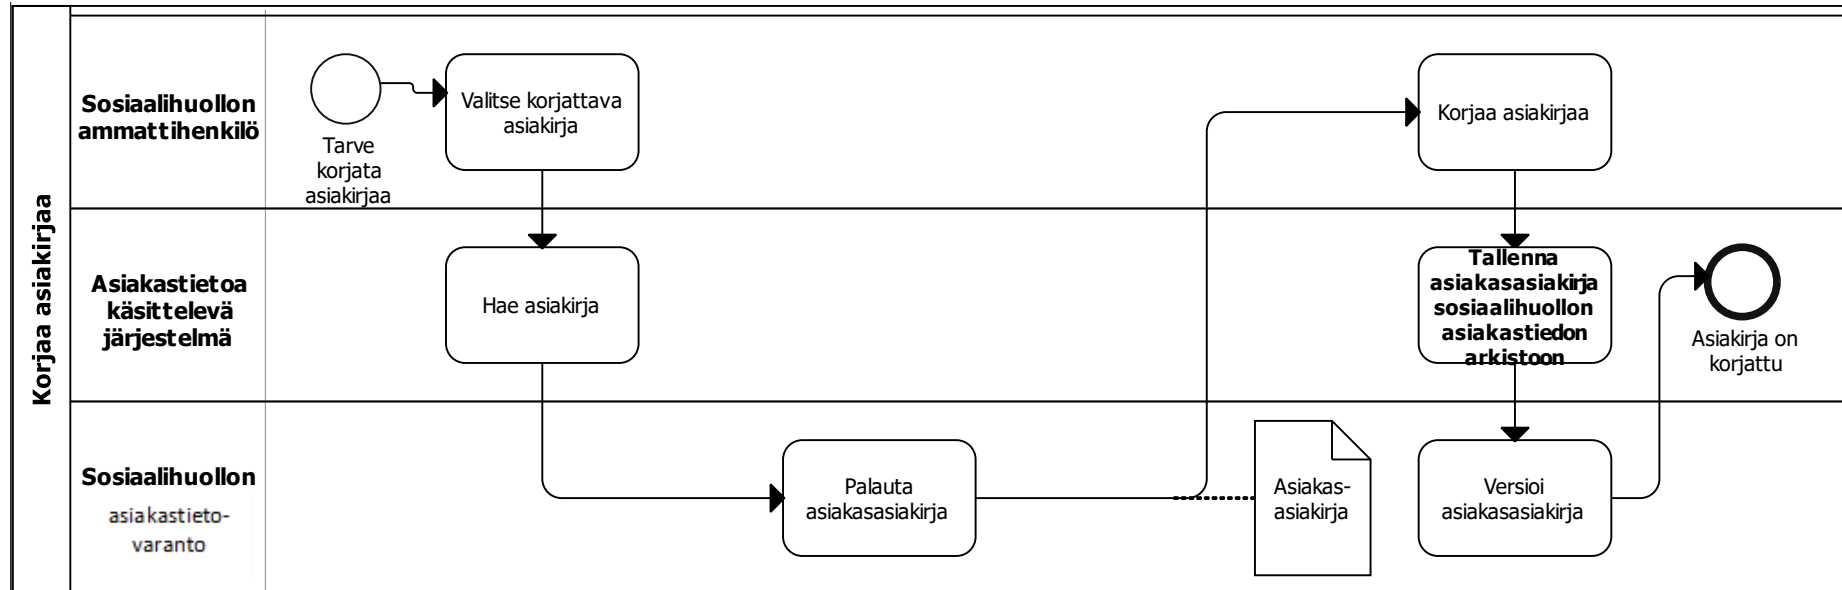 Korjaa asiakirjaa
Sosiaalihuollon
ammattihenkilö
Tarve
korjata
asiakirjaa
Valitse korjattava
asiakirja
Korjaa asiakirjaa
Asiakastietoa
käsittelevä
järjestelmä
Hae asiakirja
Tallenna
asiakasasiakirja
sosiaalihuollon
asiakastiedon
arkistoon
Asiakirja on
korjattu
Sosiaalihuollon
asiakastieto-
varanto
Palauta
asiakasasiakirja
Asiakas-
asiakirja
Versioi
asiakasasiakirja